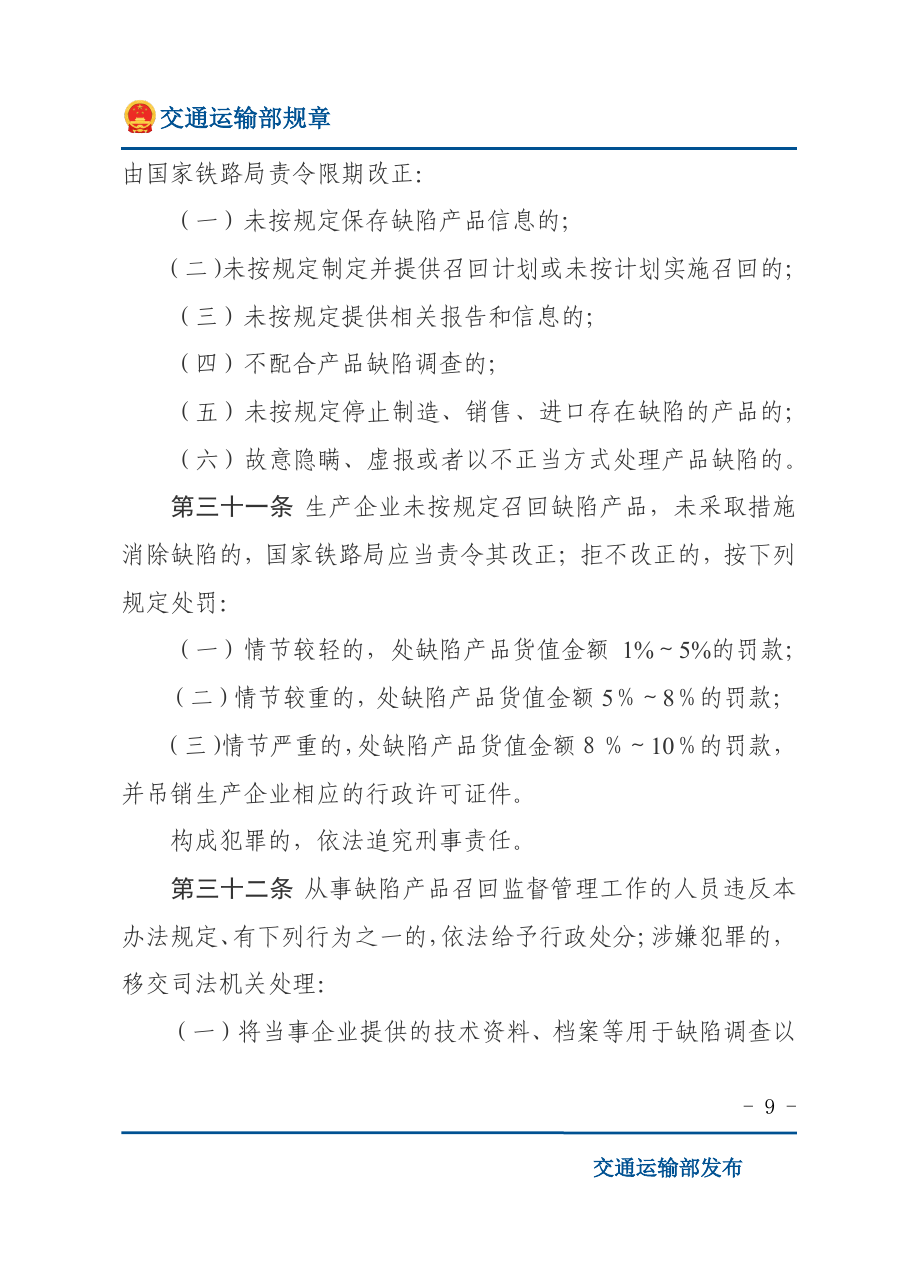 交通运输部规章
由国家铁路局责令限期改正：
（一）未按规定保存缺陷产品信息的；
（二）未按规定制定并提供召回计划或未按计划实施召回的；
（三）未按规定提供相关报告和信息的；
（四）不配合产品缺陷调查的；
（五）未按规定停止制造、销售、进口存在缺陷的产品的；
（六）故意隐瞒、虚报或者以不正当方式处理产品缺陷的。
第三十一条 生产企业未按规定召回缺陷产品，未采取措施
消除缺陷的，国家铁路局应当责令其改正；拒不改正的，按下列
规定处罚：
（一）情节较轻的，处缺陷产品货值金额 1%~5%的罚款；
（二）情节较重的，处缺陷产品货值金额 5％~8％的罚款；
（三）情节严重的，处缺陷产品货值金额８％~10％的罚款，
并吊销生产企业相应的行政许可证件。
构成犯罪的，依法追究刑事责任。
第三十二条 从事缺陷产品召回监督管理工作的人员违反本
办法规定、有下列行为之一的，依法给予行政处分；涉嫌犯罪的，
移交司法机关处理：
（一）将当事企业提供的技术资料、档案等用于缺陷调查以
- 9 -
交通运输部发布